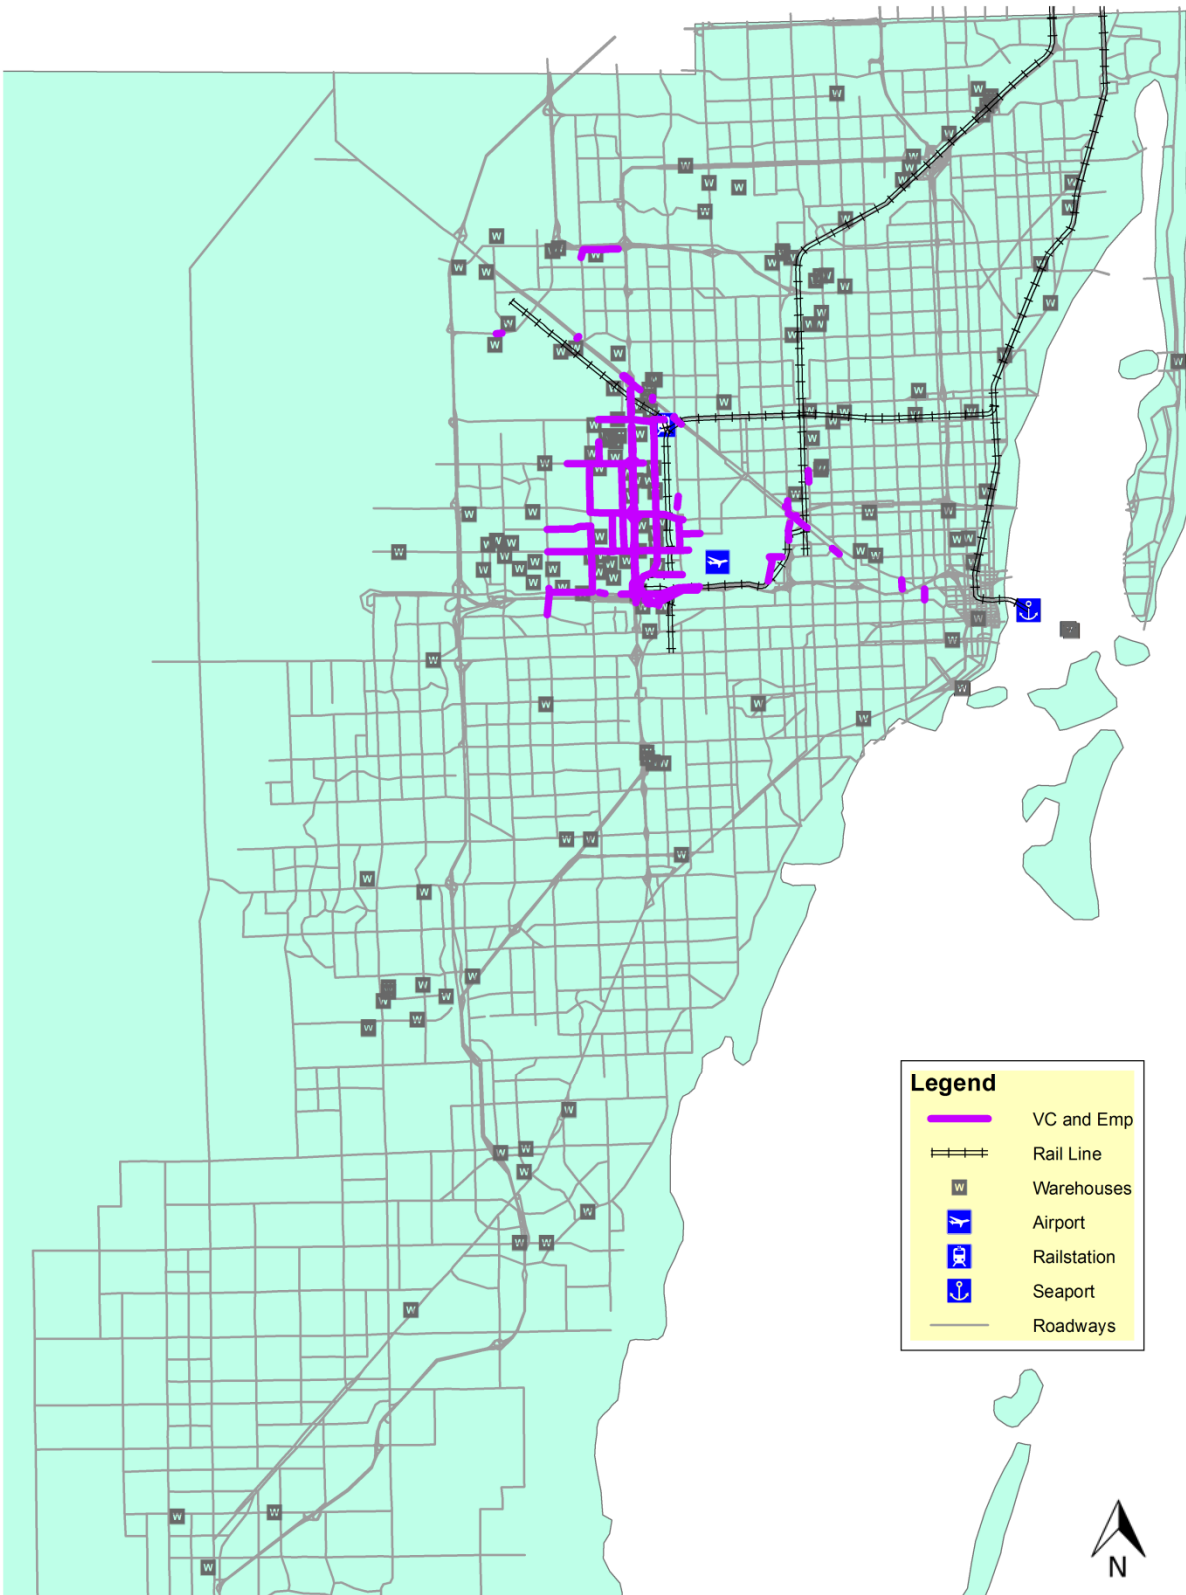 Legend
VC and Emp
Rail Line
W Warehouses
Airport
Railstation
Seaport
Roadways
N